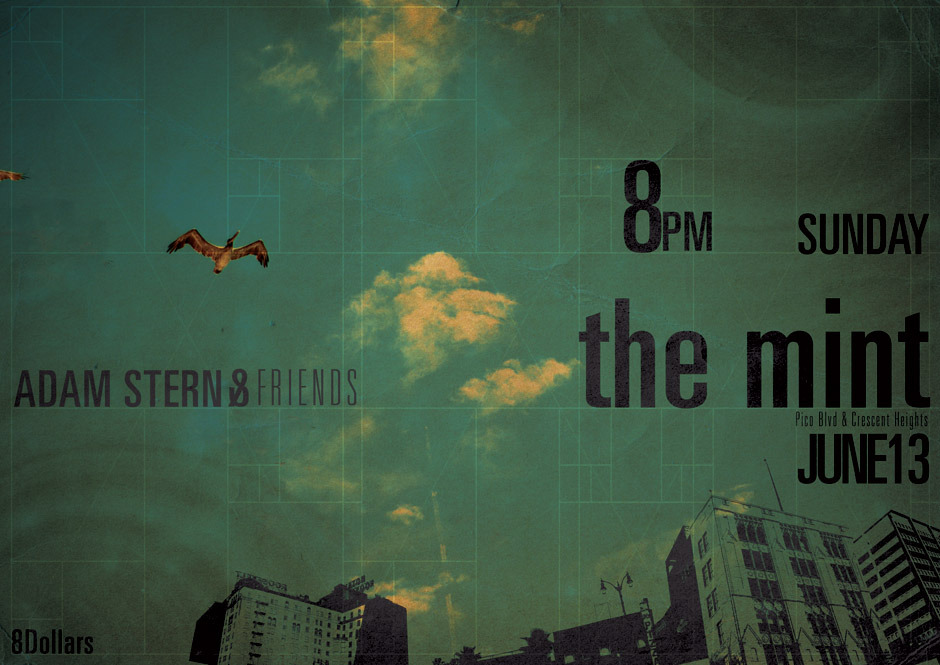 8PM
SUNDAY
the mint
Pico Blvd & Crescent Heights
JUNE13
ADAM STERN & FRIENDS
8Dollars